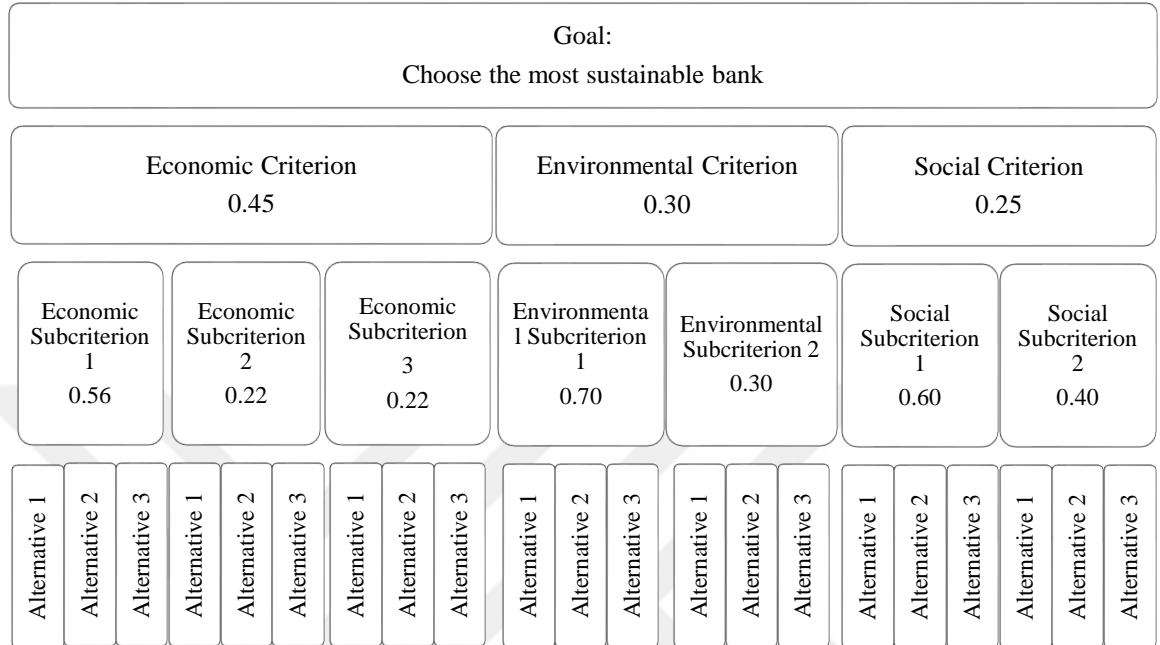 Goal:
Choose the most sustainable bank
Economic Criterion
0.45
Environmental Criterion
0.30
Social Criterion
0.25
Economic
Subcriterion
1
0.56
Economic
Subcriterion
2
0.22
Economic
Subcriterion
3
0.22
Environmenta
l Subcriterion
1
0.70
Environmental
Subcriterion 2
0.30
Social
Subcriterion
1
0.60
Social
Subcriterion
2
0.40
Alternative 1
Alternative 2
Alternative 3
Alternative 1
Alternative 2
Alternative 3
Alternative 1
Alternative 2
Alternative 3
Alternative 1
Alternative 2
Alternative 3
Alternative 1
Alternative 2
Alternative 3
Alternative 1
Alternative 2
Alternative 3
Alternative 1
Alternative 2
Alternative 3